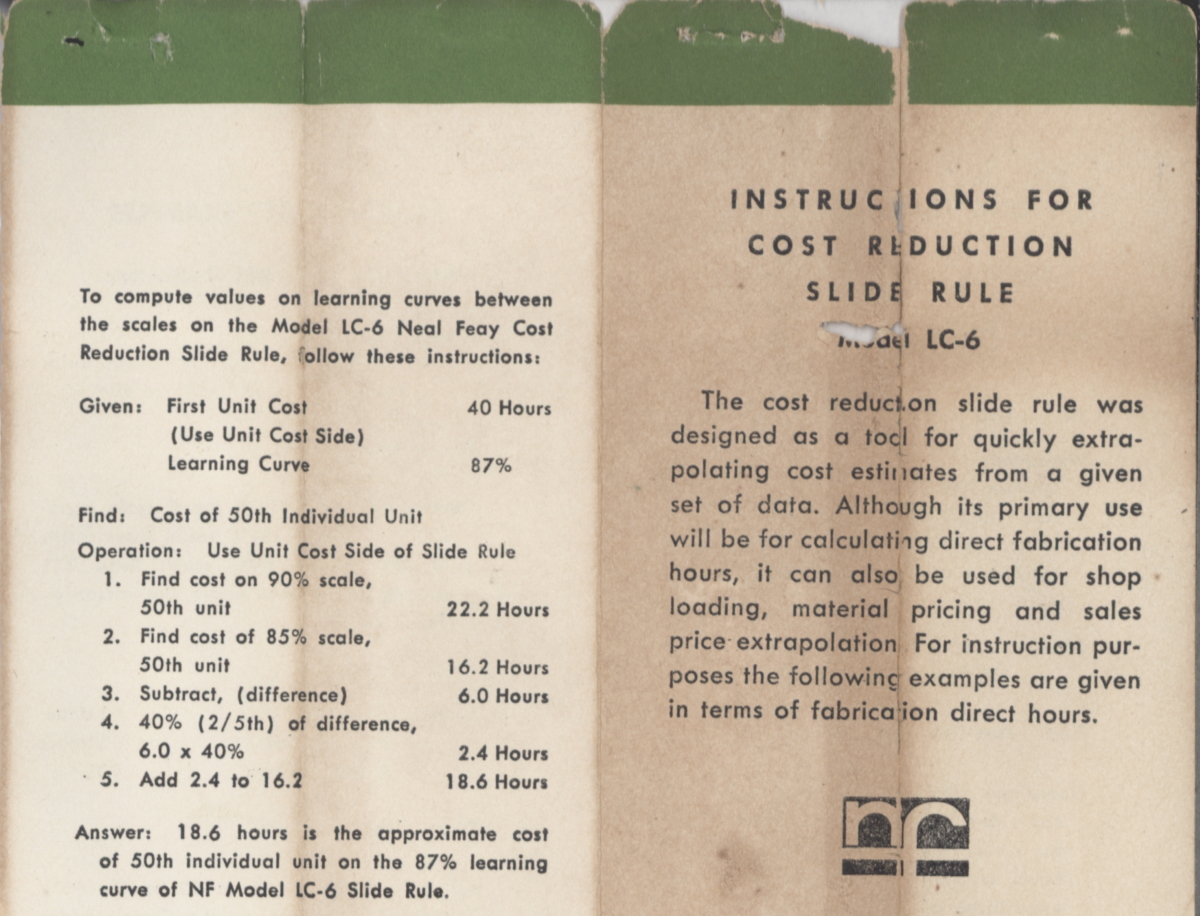 To compute values on learning curves between
the scales on the Model LC-6 Neal Feay Cost
Reduction Slide Rule, follow these instructions:
Given: First Unit Cost 40 Hours
(Use Unit Cost Side)
Learning Curve 87%
Find: Cost of 50th Individual Unit
Operation: Use Unit Cost Side of Slide Rule
1. Find cost on 90% scale,
50th unit 22.2 Hours
2. Find cost of 85% scale,
50th unit 16.2 Hours
3. Subtract, (difference) 6.0 Hours
4. 40% (2/5th) of difference,
6.0 x 40% 2.4 Hours
5. Add 2.4 to 16.2 18.6 Hours
Answer: 18.6 hours is the approximate cost
of 50th individual unit on the 87% learning
curve of NF Model LC-6 Slide Rule.
INSTRUCTIONS FOR
COST REDUCTION
SLIDE RULE
Model LC-6
The cost reduction slide rule was
designed as a tool for quickly extra-
polating cost estimates from a given
set of data. Although its primary use
will be for calculating direct fabrication
hours, it can also be used for shop
loading, material pricing and sales
price extrapolation. For instruction pur-
poses the following examples are given
in terms of fabrication direct hours.